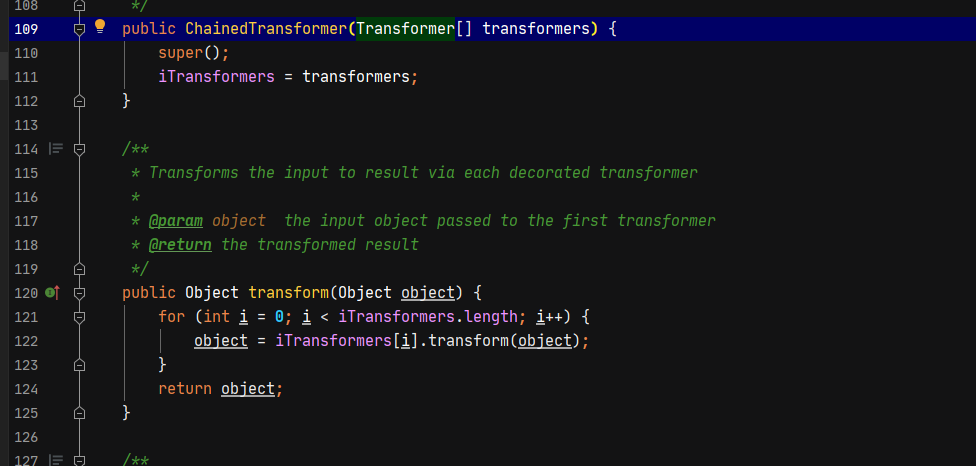 108 */
109 public ChainedTransformer(Transformer[] transformers) {
110 super();
111 iTransformers = transformers;
112 }
113
114 /**
115 * Transforms the input to result via each decorated transformer
116 *
117 * @param object  the input object passed to the first transformer
118 * @return the transformed result
119 */
120 public Object transform(Object object) {
121 for (int i = 0; i < iTransformers.length; i++) {
122 object = iTransformers[i].transform(object);
123 }
124 return object;
125 }
126
127 /**